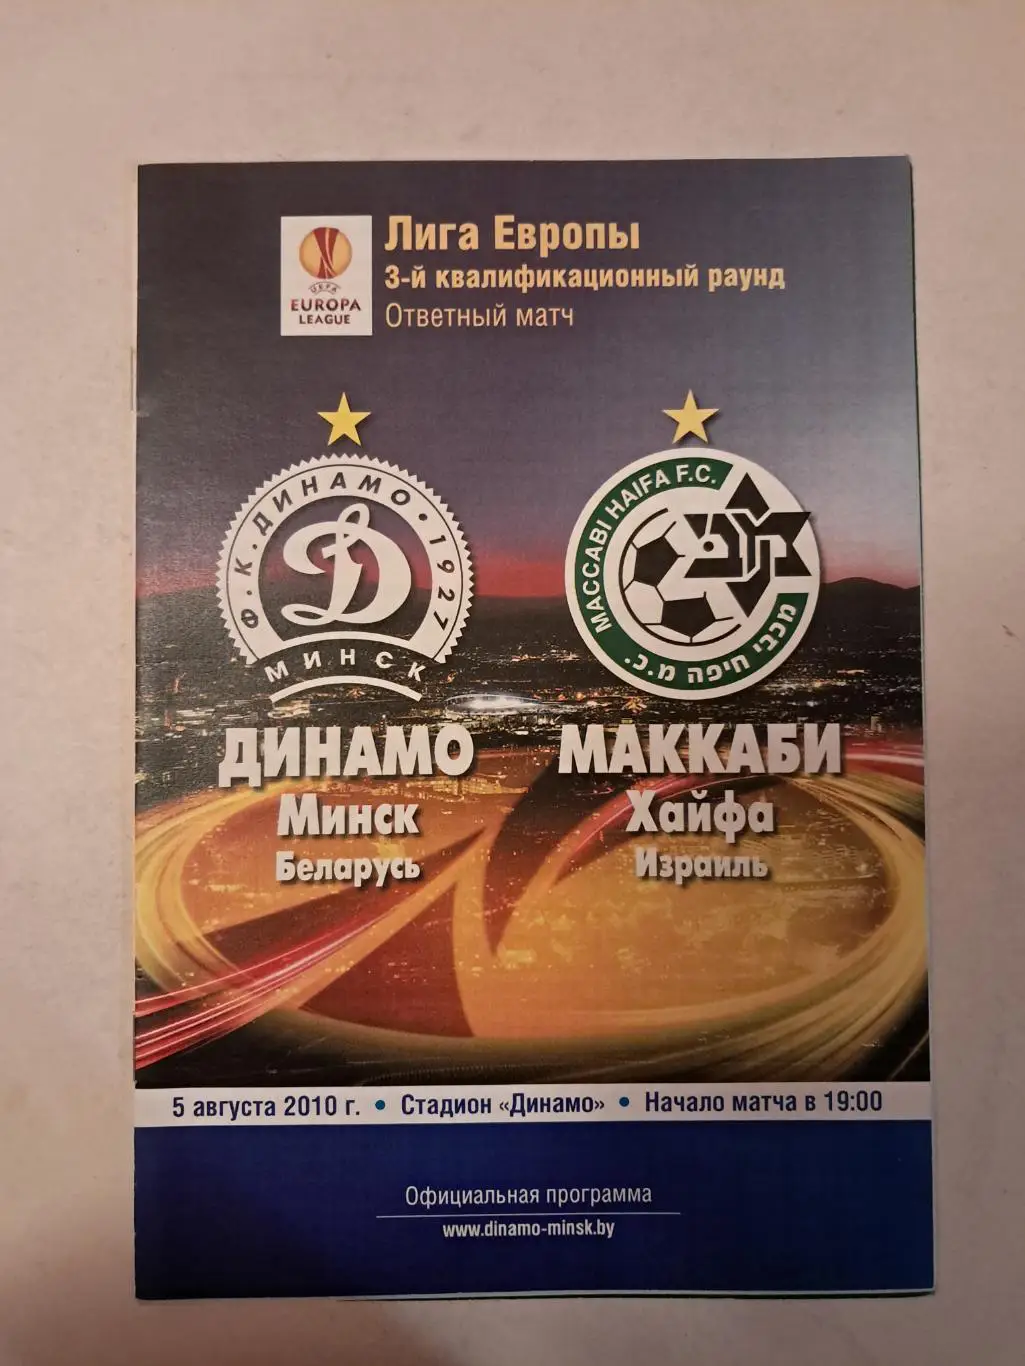 Лига Европы
3-й квалификационный раунд
Ответный матч
UEFA
EUROPA
LEAGUE
Ф.К. ДИНАМО · 1927
МИНСК
MACCABI HAIFA F.C.
מכבי חיפה מ.כ.
ДИНАМО
Минск
Беларусь
МАККАБИ
Хайфа
Израиль
5 августа 2010 г. • Стадион «Динамо» • Начало матча в 19:00
Официальная программа
www.dinamo-minsk.by